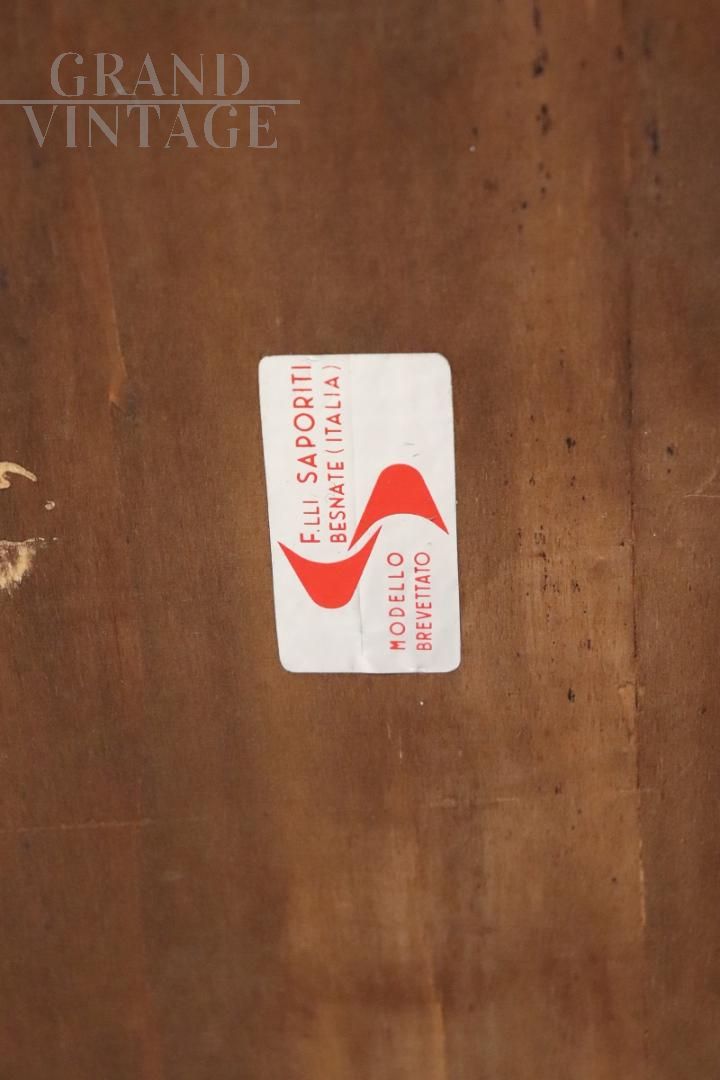 GRAND
VINTAGE
F.LLI SAPORITI
BESNATE (ITALIA)
MODELLO
BREVETTATO